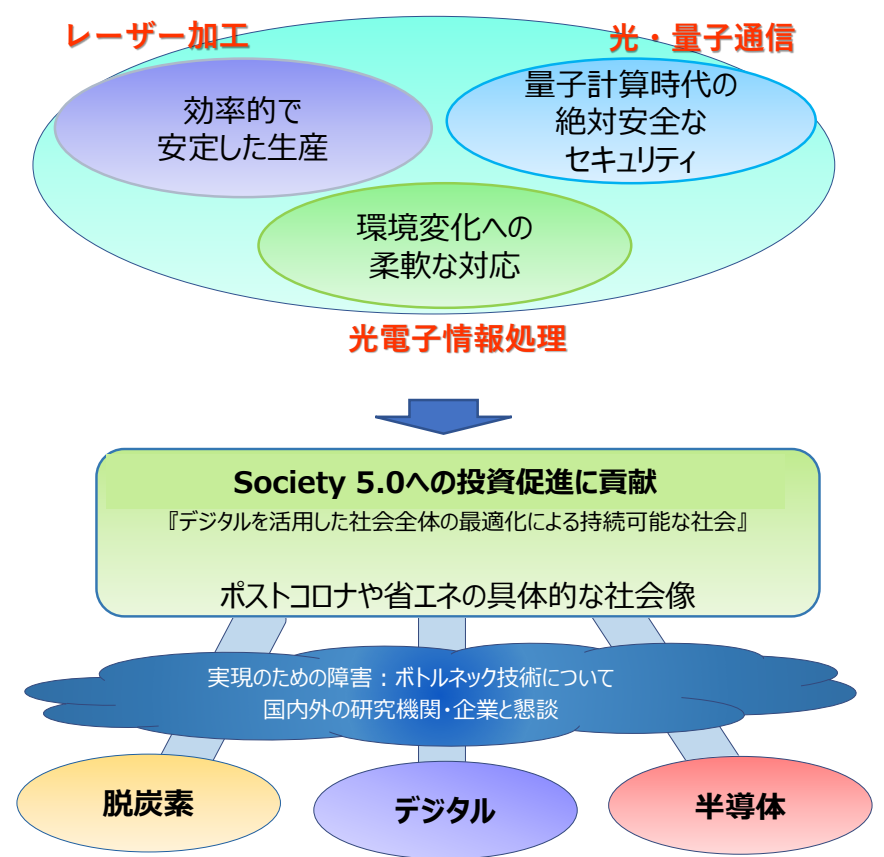 レーザー加工
光・量子通信
効率的で
安定した生産
量子計算時代の
絶対安全な
セキュリティ
環境変化への
柔軟な対応
光電子情報処理
Society 5.0への投資促進に貢献
『デジタルを活用した社会全体の最適化による持続可能な社会』
ポストコロナや省エネの具体的な社会像
実現のための障害：ボトルネック技術について
国内外の研究機関・企業と懇談
脱炭素
デジタル
半導体